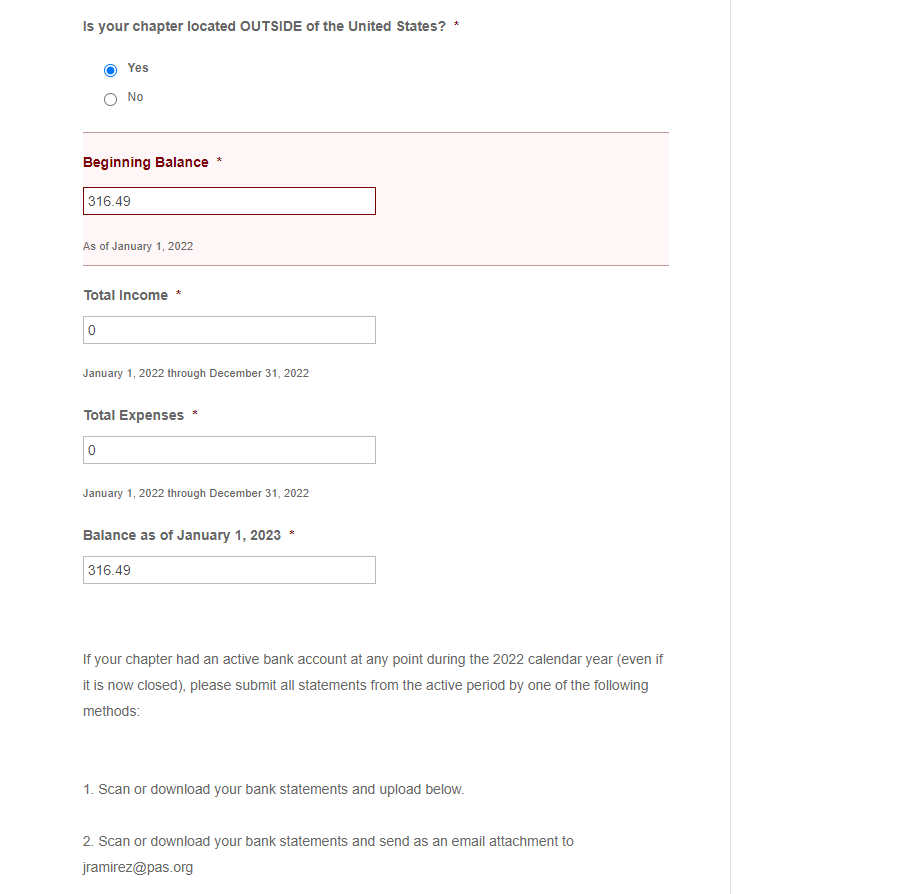 Is your chapter located OUTSIDE of the United States? *
Yes
No
Beginning Balance *
316.49
As of January 1, 2022
Total Income *
0
January 1, 2022 through December 31, 2022
Total Expenses *
0
January 1, 2022 through December 31, 2022
Balance as of January 1, 2023 *
316.49
If your chapter had an active bank account at any point during the 2022 calendar year (even if
it is now closed), please submit all statements from the active period by one of the following
methods:
1. Scan or download your bank statements and upload below.
2. Scan or download your bank statements and send as an email attachment to
jramirez@pas.org